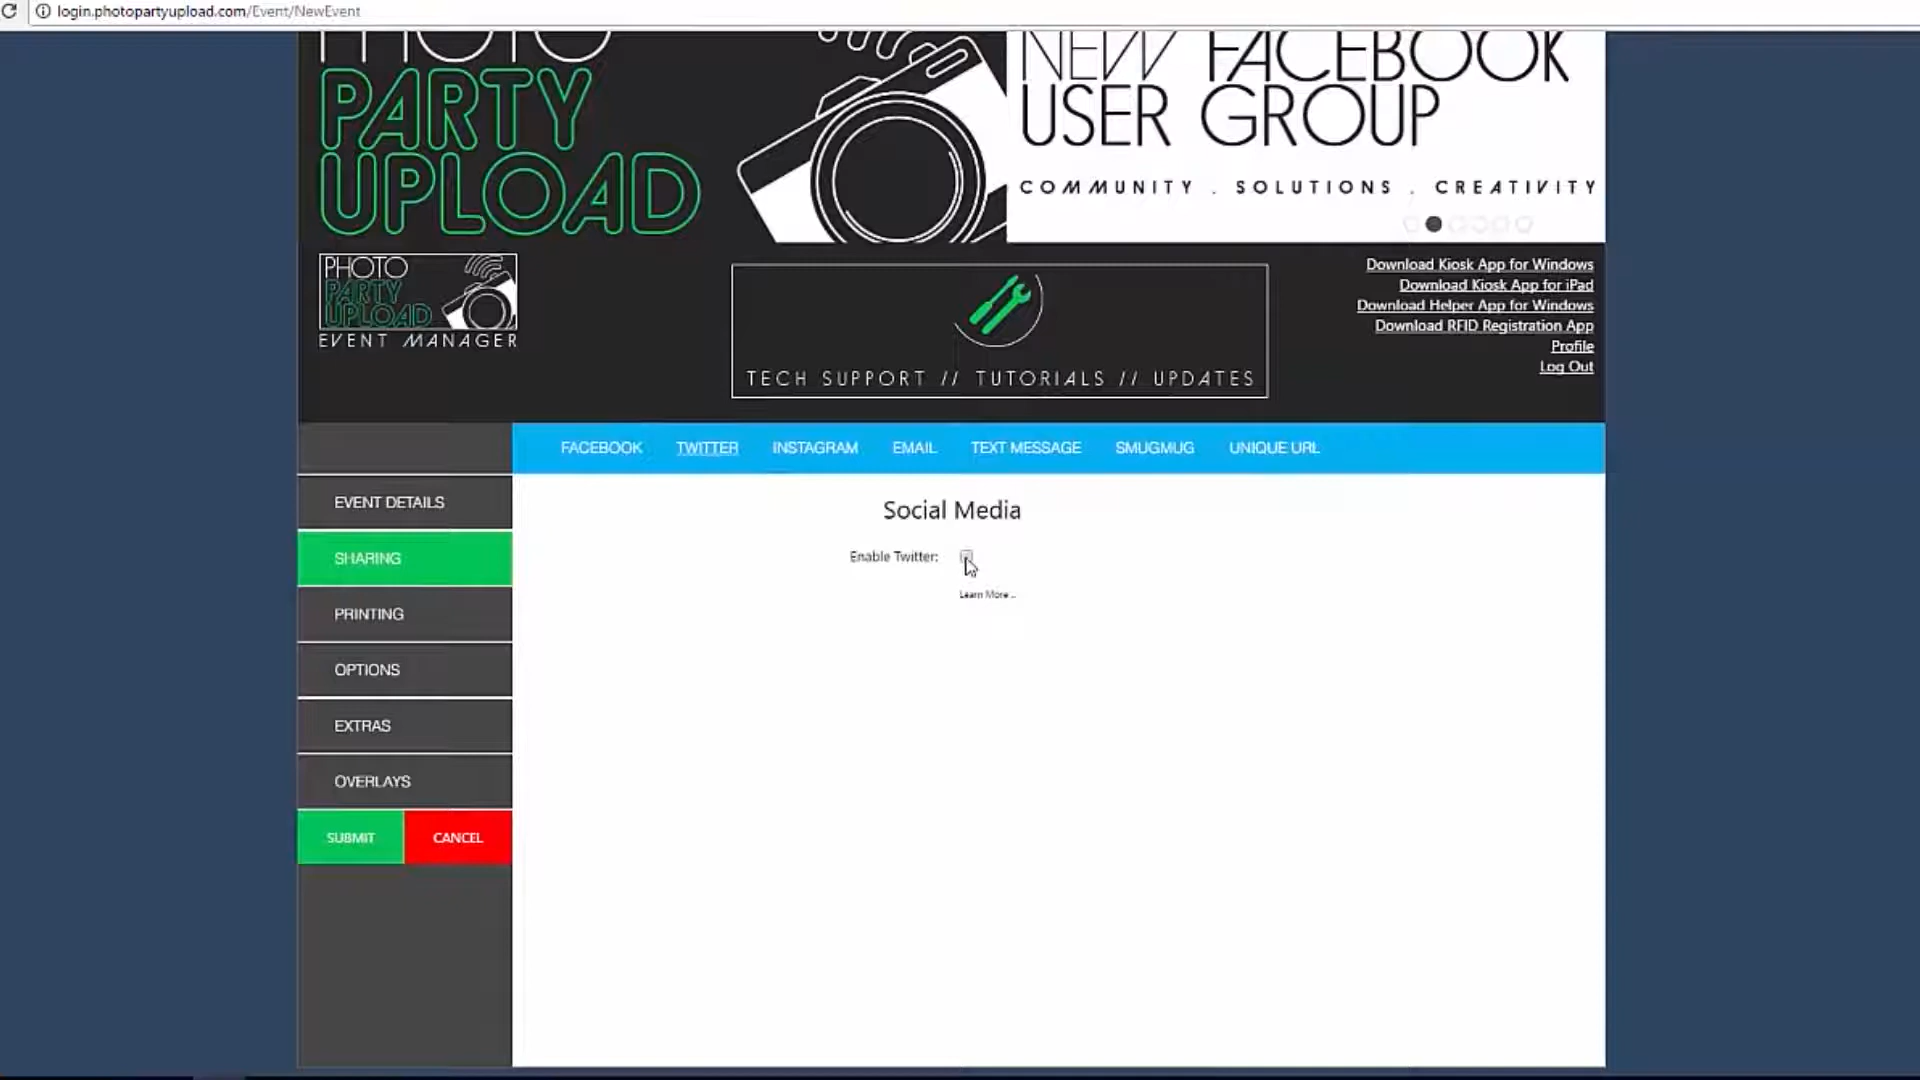 login.photopartyupload.com/Event/NewEvent
PHOTO
PARTY
UPLOAD
NEW FACEBOOK
USER GROUP
COMMUNITY . SOLUTIONS . CREATIVITY
PHOTO
PARTY
UPLOAD
EVENT MANAGER
TECH SUPPORT // TUTORIALS // UPDATES
Download Kiosk App for Windows
Download Kiosk App for iPad
Download Helper App for Windows
Download RFID Registration App
Profile
Log Out
FACEBOOK TWITTER INSTAGRAM EMAIL TEXT MESSAGE SMUGMUG UNIQUE URL
EVENT DETAILS
SHARING
PRINTING
OPTIONS
EXTRAS
OVERLAYS
SUBMIT CANCEL
Social Media
Enable Twitter:
Learn More ..